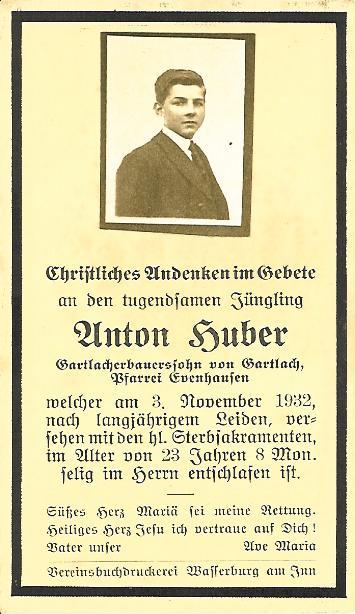 Christliches Andenken im Gebete
an den tugendsamen Jüngling
Anton Huber
Gartlacherbauerssohn von Gartlach,
Pfarrei Evenhausen
welcher am 3. November 1932,
nach langjährigem Leiden, ver-
sehen mit den hl. Sterbsakramenten,
im Alter von 23 Jahren 8 Mon.
selig im Herrn entschlafen ist.
Süßes Herz Mariä sei meine Rettung.
Heiliges Herz Jesu ich vertraue auf Dich!
Vater unser Ave Maria
Vereinsbuchdruckerei Wasserburg am Inn